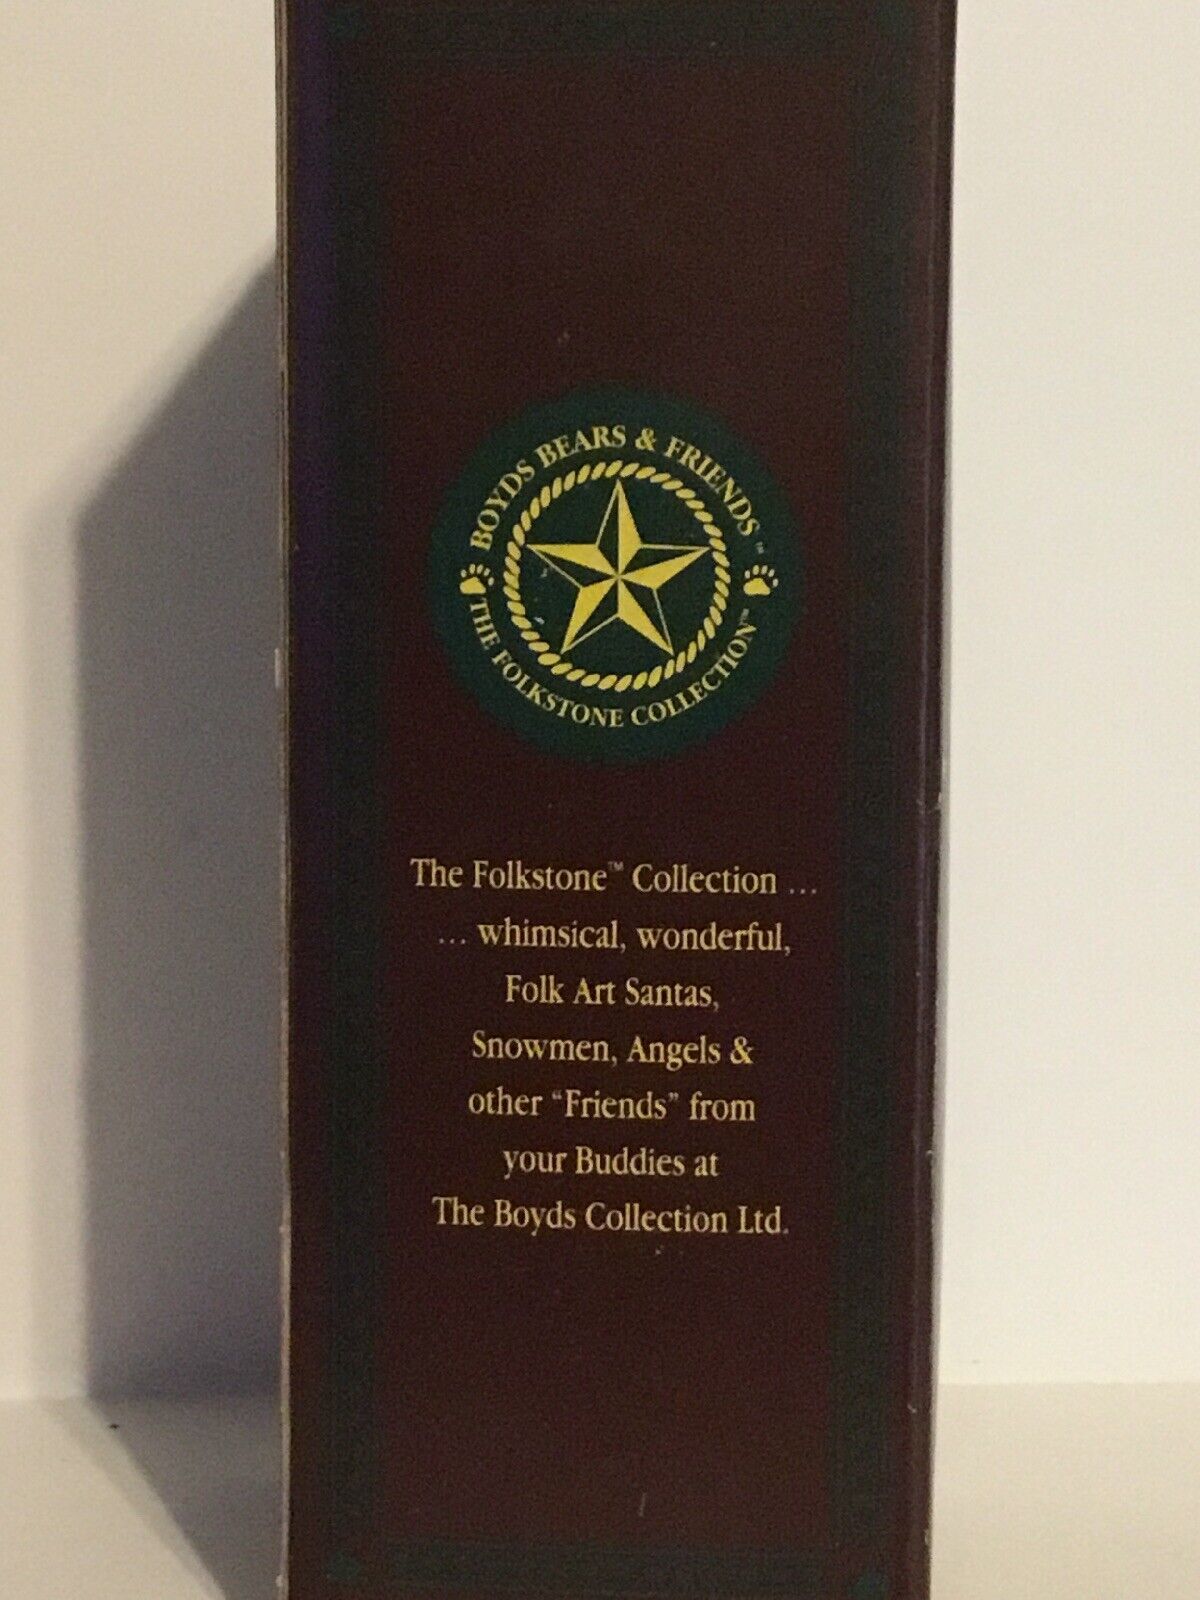 BOYDS BEARS & FRIENDS™
THE FOLKSTONE COLLECTION™
The Folkstone™ Collection ...
... whimsical, wonderful,
Folk Art Santas,
Snowmen, Angels &
other “Friends” from
your Buddies at
The Boyds Collection Ltd.